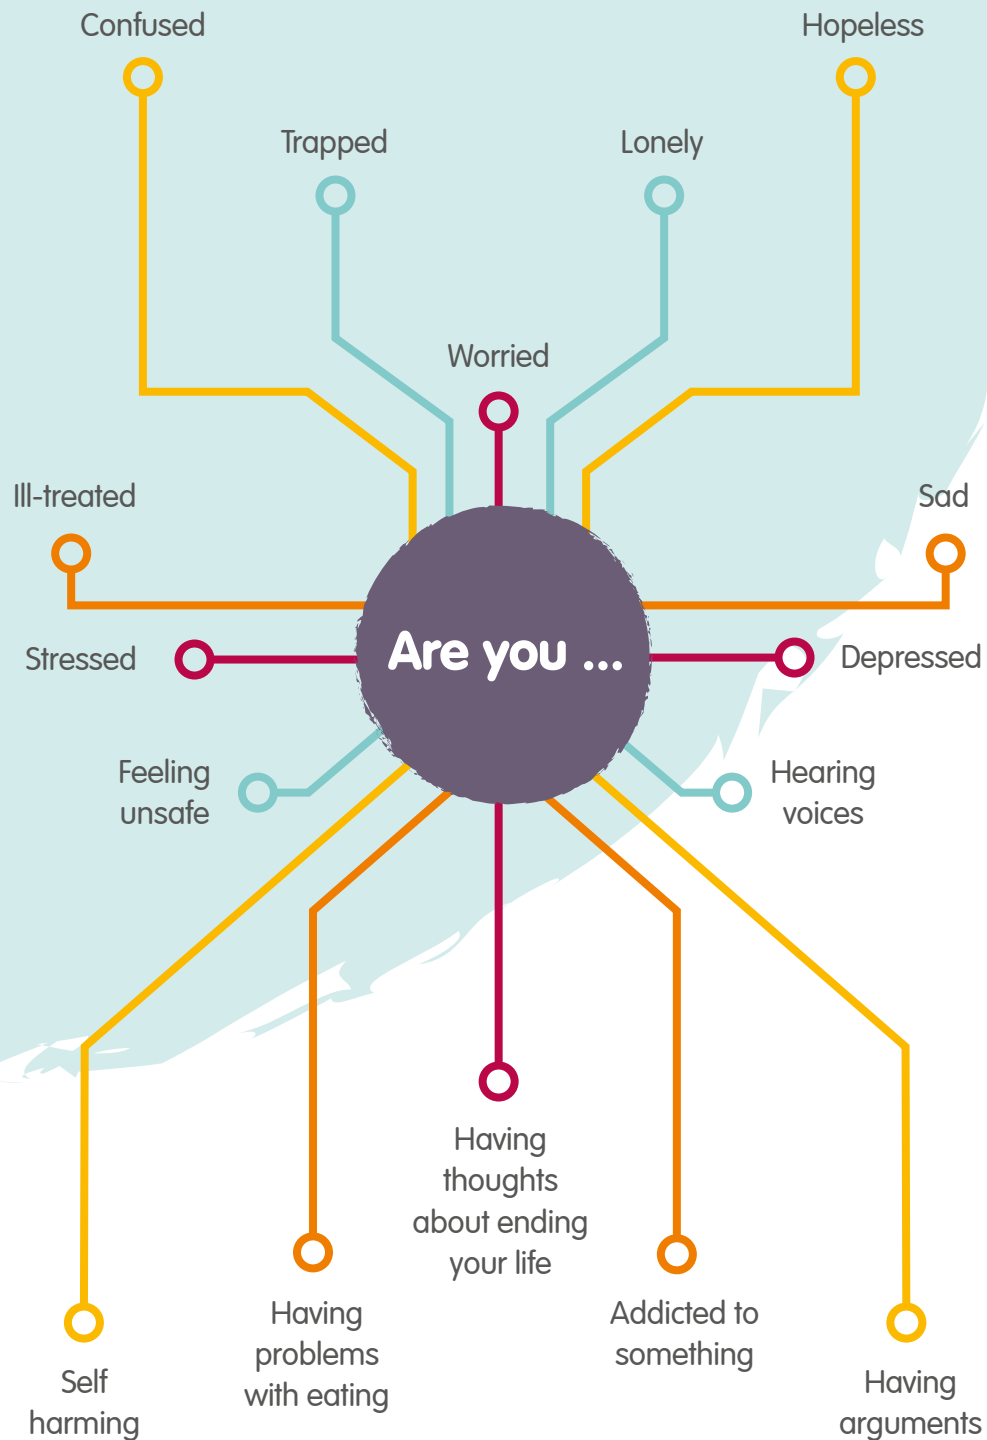 Confused
Hopeless
Trapped
Lonely
Worried
Ill-treated
Sad
Are you ...
Stressed
Depressed
Feeling
unsafe
Hearing
voices
Having
thoughts
about ending
your life
Having
problems
with eating
Addicted to
something
Self
harming
Having
arguments